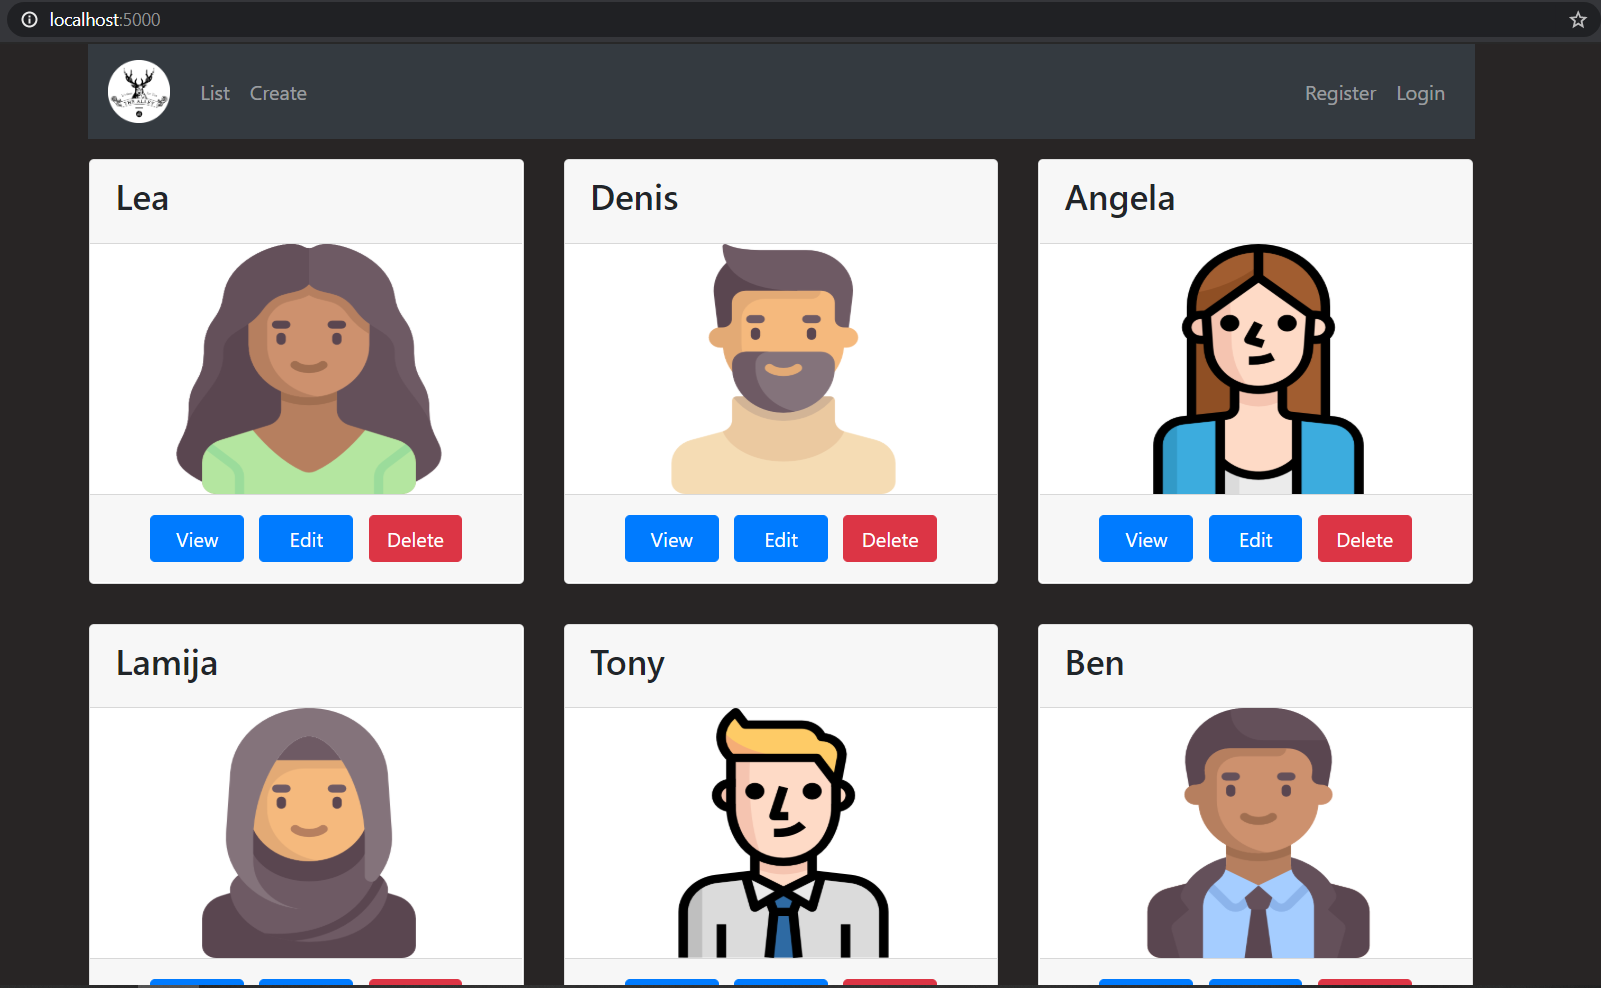 localhost:5000
List Create Register Login
Lea Denis Angela
View Edit Delete View Edit Delete View Edit Delete
Lamija Tony Ben